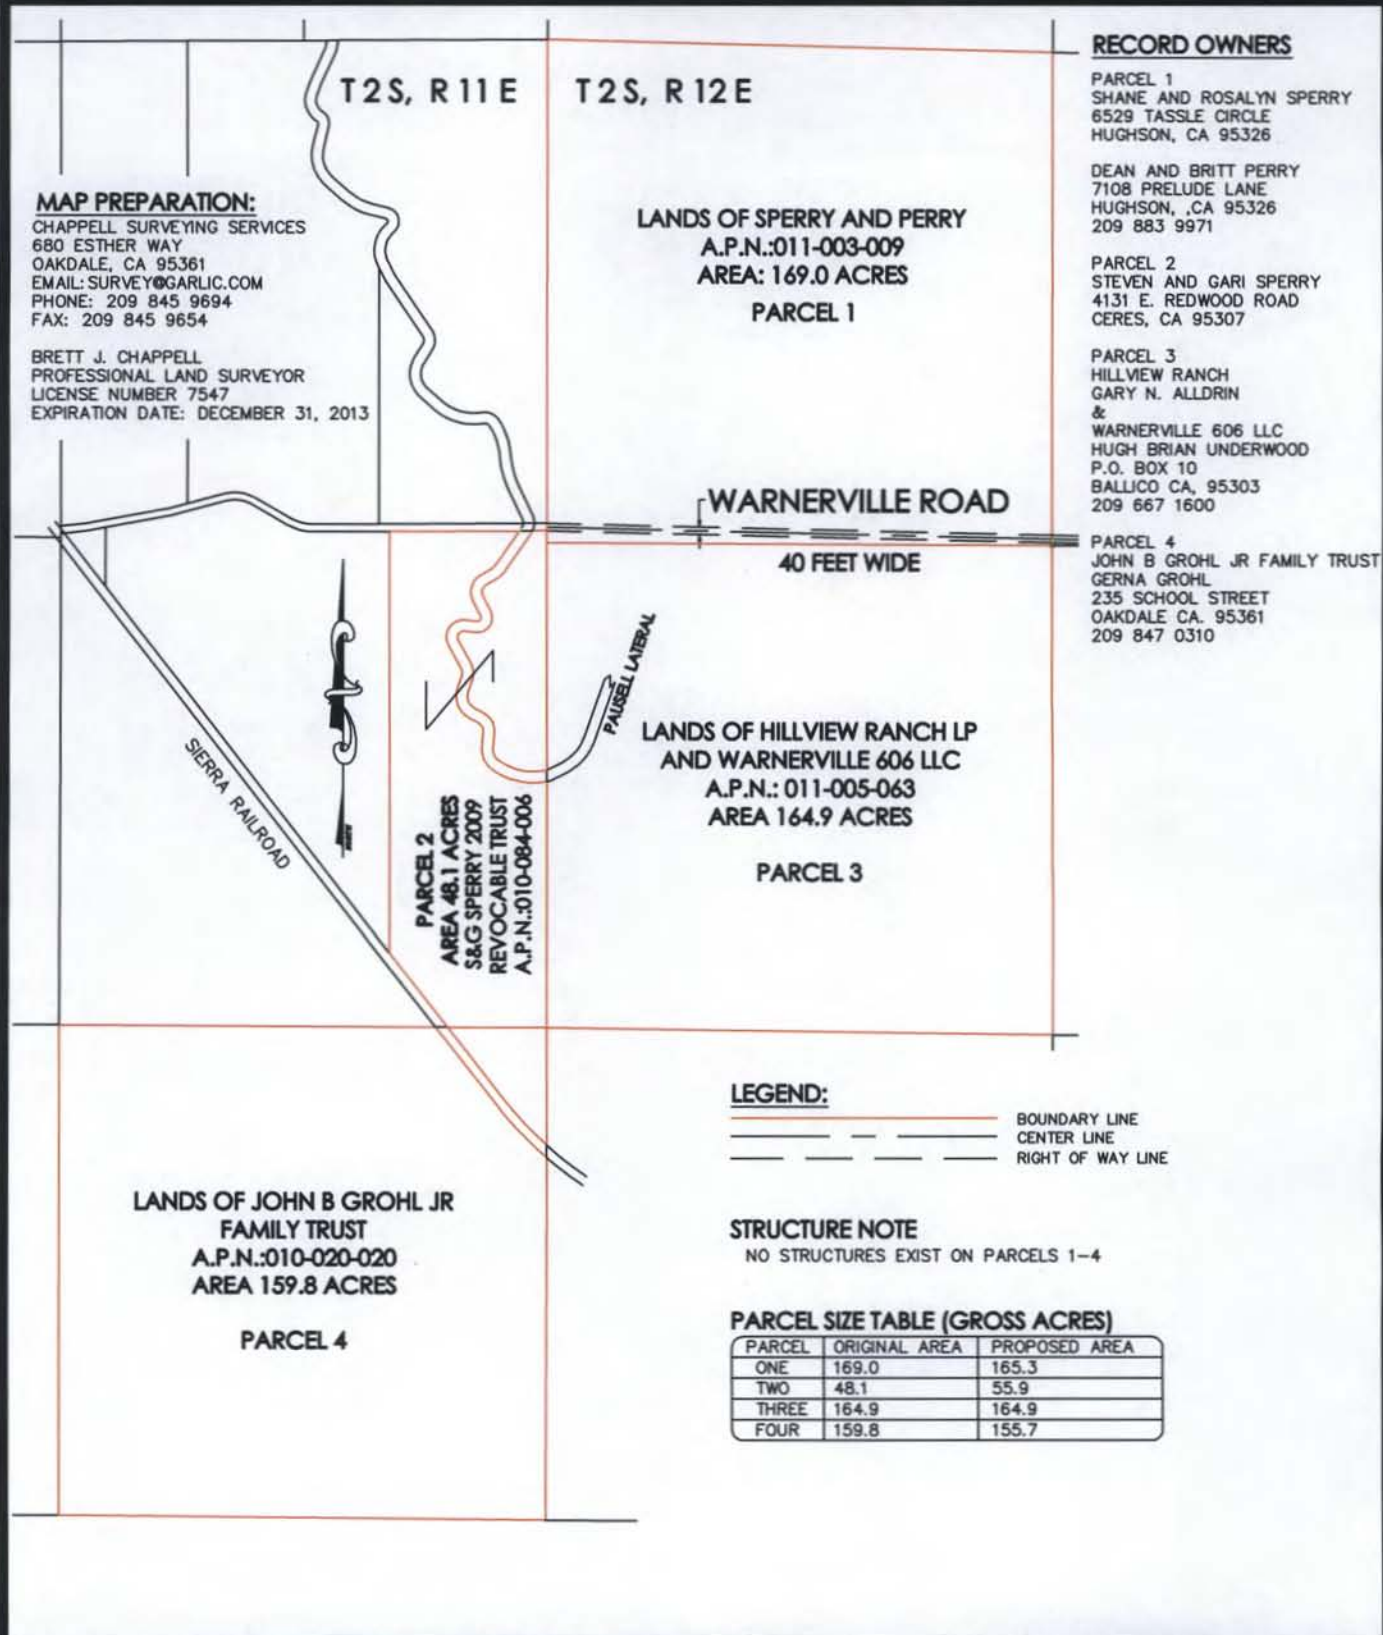 T2S, R 11 E
T2S, R 12 E
MAP PREPARATION:
CHAPPELL SURVEYING SERVICES
680 ESTHER WAY
OAKDALE, CA 95361
EMAIL: SURVEY@GARLIC.COM
PHONE: 209 845 9694
FAX: 209 845 9654
BRETT J. CHAPPELL
PROFESSIONAL LAND SURVEYOR
LICENSE NUMBER 7547
EXPIRATION DATE: DECEMBER 31, 2013
LANDS OF SPERRY AND PERRY
A.P.N.:011-003-009
AREA: 169.0 ACRES
PARCEL 1
RECORD OWNERS
PARCEL 1
SHANE AND ROSALYN SPERRY
6529 TASSLE CIRCLE
HUGHSON, CA 95326
DEAN AND BRITT PERRY
7108 PRELUDE LANE
HUGHSON, ,CA 95326
209 883 9971
PARCEL 2
STEVEN AND GARI SPERRY
4131 E. REDWOOD ROAD
CERES, CA 95307
PARCEL 3
HILLVIEW RANCH
GARY N. ALLDRIN
&
WARNERVILLE 606 LLC
HUGH BRIAN UNDERWOOD
P.O. BOX 10
BALLICO CA, 95303
209 667 1600
PARCEL 4
JOHN B GROHL JR FAMILY TRUST
GERNA GROHL
235 SCHOOL STREET
OAKDALE CA. 95361
209 847 0310
WARNERVILLE ROAD
40 FEET WIDE
PAUSELL LATERAL
SIERRA RAILROAD
PARCEL 2
AREA 48.1 ACRES
S&G SPERRY 2009
REVOCABLE TRUST
A.P.N.:010-084-006
LANDS OF HILLVIEW RANCH LP
AND WARNERVILLE 606 LLC
A.P.N.: 011-005-063
AREA 164.9 ACRES
PARCEL 3
LEGEND:
BOUNDARY LINE
CENTER LINE
RIGHT OF WAY LINE
LANDS OF JOHN B GROHL JR
FAMILY TRUST
A.P.N.:010-020-020
AREA 159.8 ACRES
PARCEL 4
STRUCTURE NOTE
NO STRUCTURES EXIST ON PARCELS 1-4
PARCEL SIZE TABLE (GROSS ACRES)
PARCEL ORIGINAL AREA PROPOSED AREA
ONE 169.0 165.3
TWO 48.1 55.9
THREE 164.9 164.9
FOUR 159.8 155.7